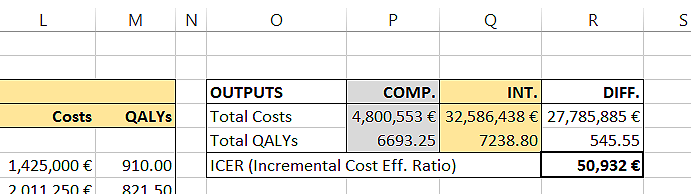 L M N O P Q R S
OUTPUTS COMP. INT. DIFF.
Costs QALYs Total Costs 4,800,553 € 32,586,438 € 27,785,885 €
Total QALYs 6693.25 7238.80 545.55
1,425,000 € 910.00 ICER (Incremental Cost Eff. Ratio) 50,932 €
2,011,250 € 821.50